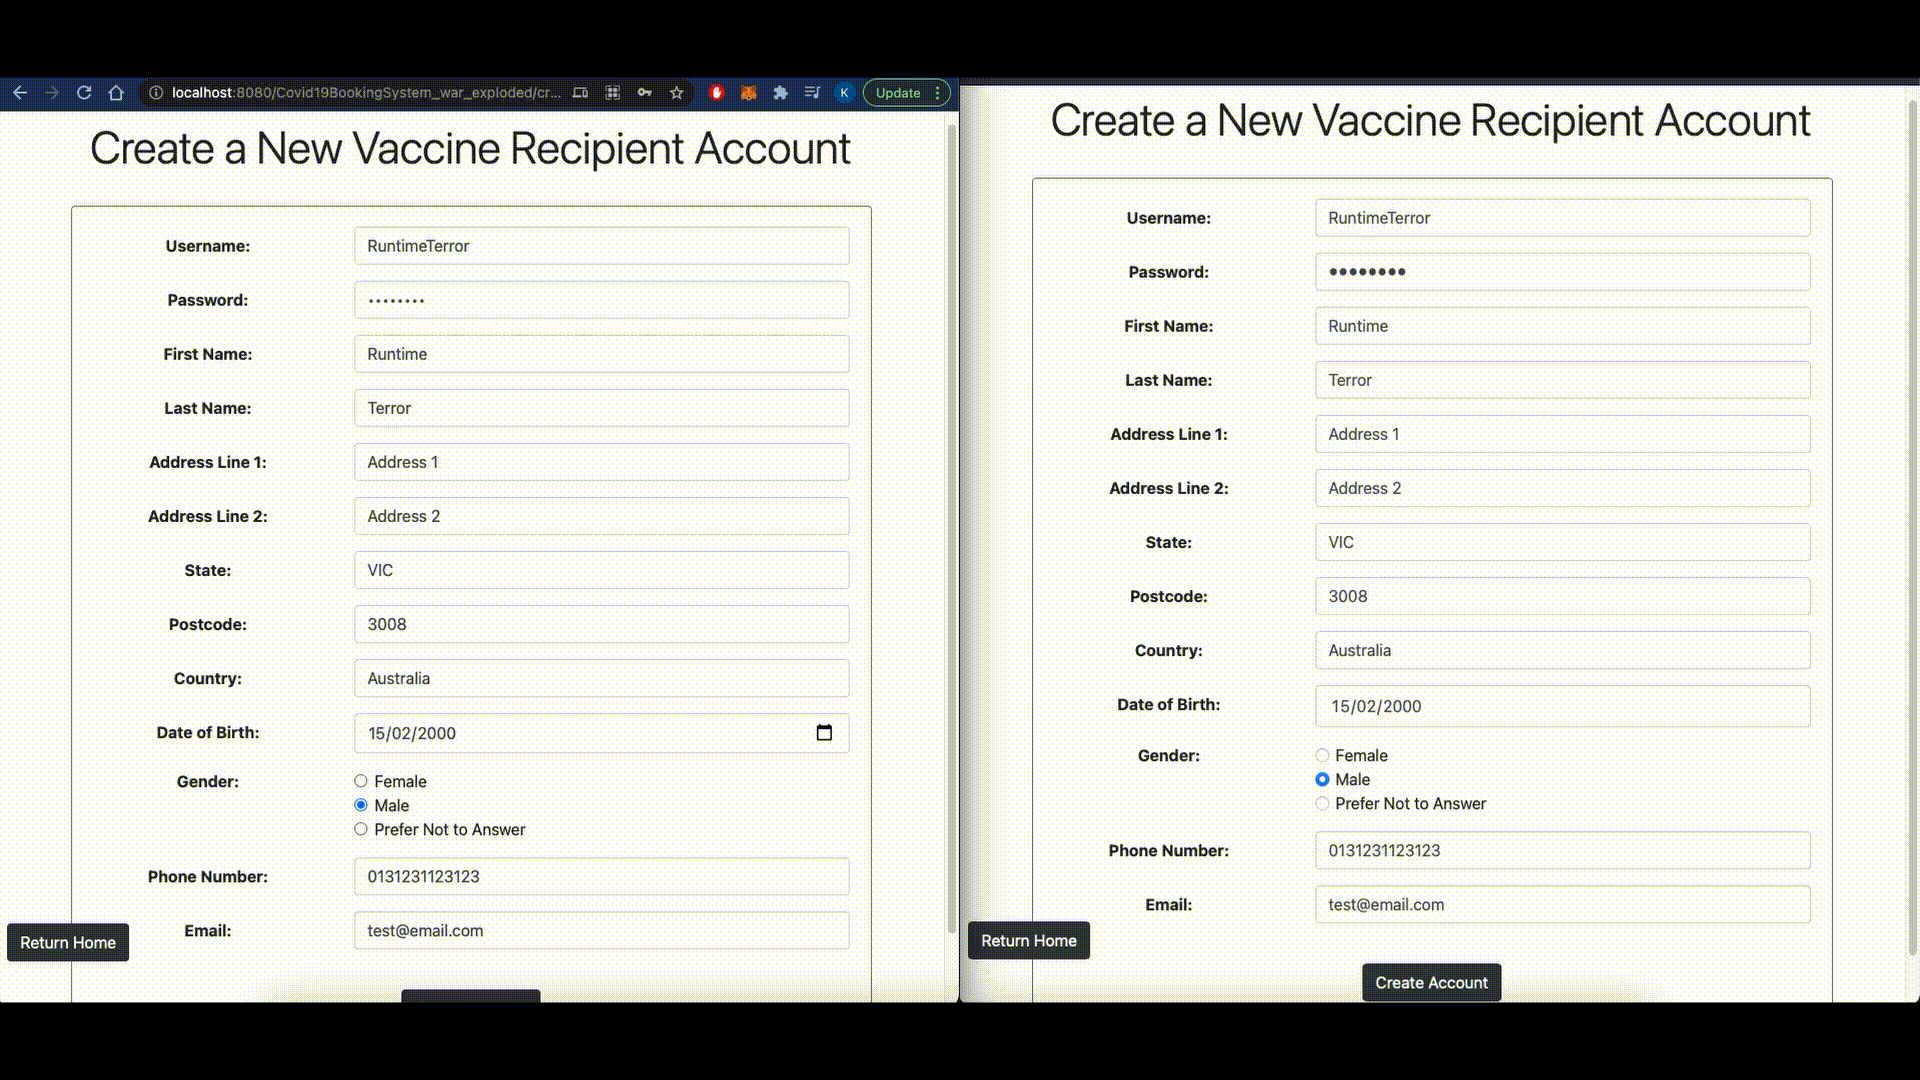 localhost:8080/Covid19BookingSystem_war_exploded/cr...
K
Update
Create a New Vaccine Recipient Account
Username: RuntimeTerror
Password: ••••••••
First Name: Runtime
Last Name: Terror
Address Line 1: Address 1
Address Line 2: Address 2
State: VIC
Postcode: 3008
Country: Australia
Date of Birth: 15/02/2000
Gender: Female
Male
Prefer Not to Answer
Phone Number: 0131231123123
Email: test@email.com
Return Home
Create a New Vaccine Recipient Account
Username: RuntimeTerror
Password: ••••••••
First Name: Runtime
Last Name: Terror
Address Line 1: Address 1
Address Line 2: Address 2
State: VIC
Postcode: 3008
Country: Australia
Date of Birth: 15/02/2000
Gender: Female
Male
Prefer Not to Answer
Phone Number: 0131231123123
Email: test@email.com
Return Home
Create Account